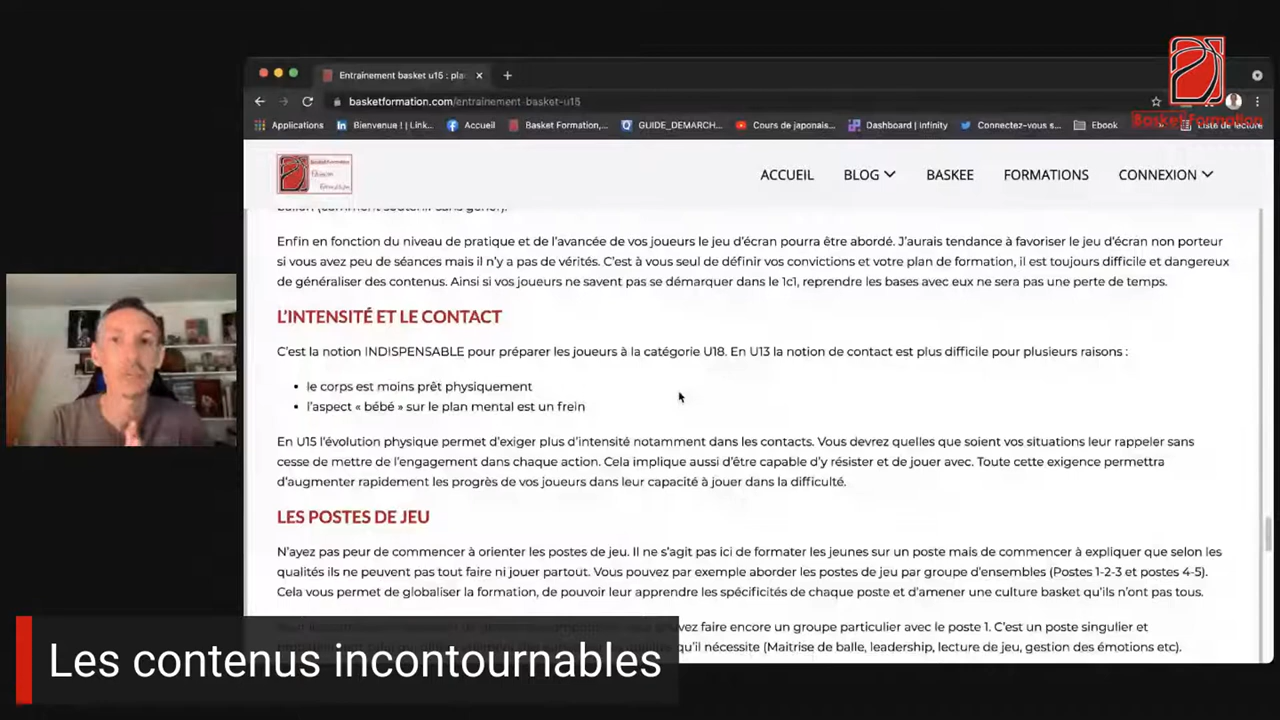 Entraînement basket u15 : pla
basketformation.com/entrainement-basket-u15
Applications
Bienvenue ! | Link...
Accueil
Basket Formation,...
GUIDE_DEMARCH...
Cours de japonais...
Dashboard | Infinity
Connectez-vous s...
Ebook
»
Liste de lecture
Basket Formation
ACCUEIL
BLOG
BASKEE
FORMATIONS
CONNEXION
Enfin en fonction du niveau de pratique et de l'avancée de vos joueurs le jeu d'écran pourra être abordé. J'aurais tendance à favoriser le jeu d'écran non porteur
si vous avez peu de séances mais il n'y a pas de vérités. C'est à vous seul de définir vos convictions et votre plan de formation, il est toujours difficile et dangereux
de généraliser des contenus. Ainsi si vos joueurs ne savent pas se démarquer dans le 1c1, reprendre les bases avec eux ne sera pas une perte de temps.
L'INTENSITÉ ET LE CONTACT
C'est la notion INDISPENSABLE pour préparer les joueurs à la catégorie U18. En U13 la notion de contact est plus difficile pour plusieurs raisons :
• le corps est moins prêt physiquement
• l'aspect « bébé » sur le plan mental est un frein
En U15 l'évolution physique permet d'exiger plus d'intensité notamment dans les contacts. Vous devrez quelles que soient vos situations leur rappeler sans
cesse de mettre de l'engagement dans chaque action. Cela implique aussi d'être capable d'y résister et de jouer avec. Toute cette exigence permettra
d'augmenter rapidement les progrès de vos joueurs dans leur capacité à jouer dans la difficulté.
LES POSTES DE JEU
N'ayez pas peur de commencer à orienter les postes de jeu. Il ne s'agit pas ici de formater les jeunes sur un poste mais de commencer à expliquer que selon les
qualités ils ne peuvent pas tout faire ni jouer partout. Vous pouvez par exemple aborder les postes de jeu par groupe d'ensembles (Postes 1-2-3 et postes 4-5).
Cela vous permet de globaliser la formation, de pouvoir leur apprendre les spécificités de chaque poste et d'amener une culture basket qu'ils n'ont pas tous.
faire encore un groupe particulier avec le poste 1. C'est un poste singulier et
qu'il nécessite (Maitrise de balle, leadership, lecture de jeu, gestion des émotions etc).
Les contenus incontournables